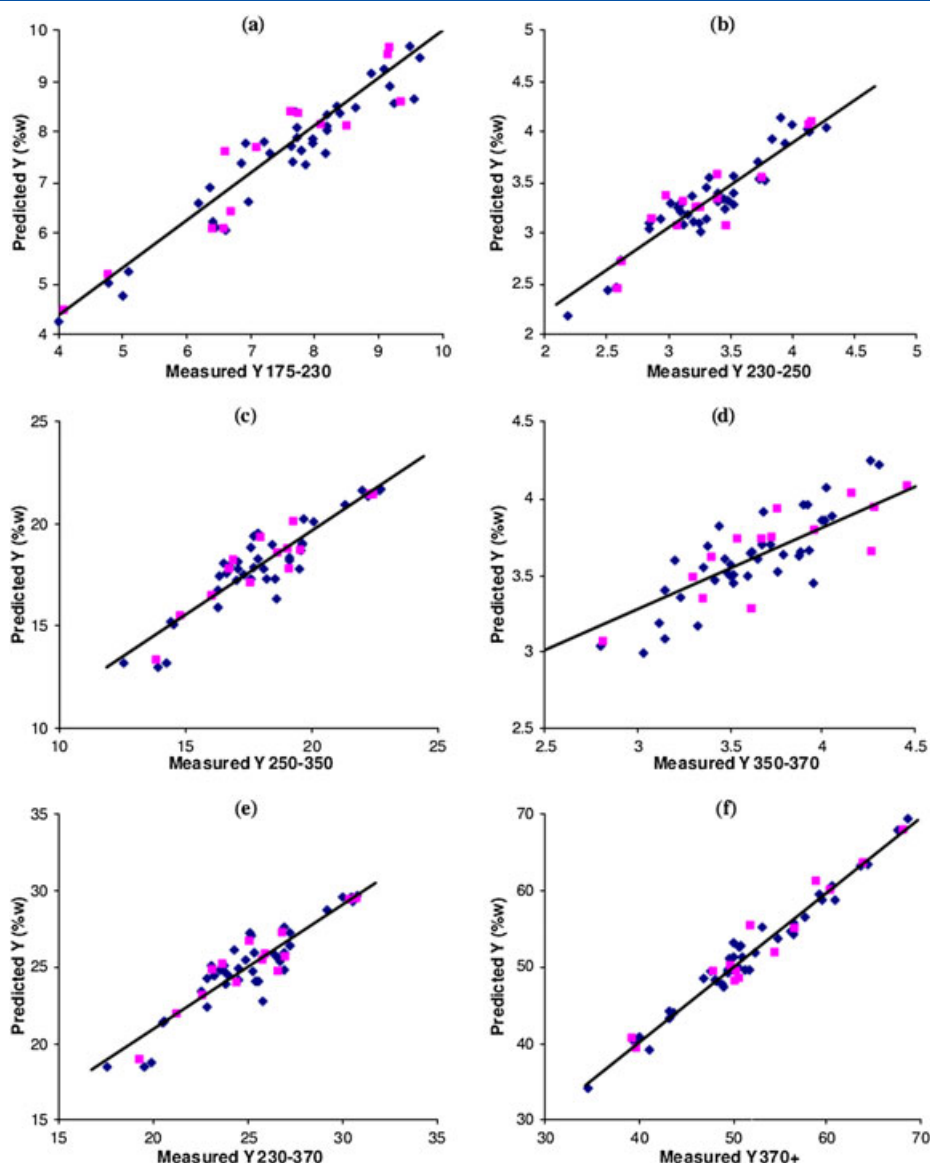 (a)
10
9
8
7
6
5
4
Predicted Y (%w)
4 5 6 7 8 9 10
Measured Y 175-230
(b)
5
4.5
4
3.5
3
2.5
2
Predicted Y (%w)
2 2.5 3 3.5 4 4.5 5
Measured Y 230-250
(c)
25
20
15
10
Predicted Y (%w)
10 15 20 25
Measured Y 250-350
(d)
4.5
4
3.5
3
2.5
Predicted Y (%w)
2.5 3 3.5 4 4.5
Measured Y 350-370
(e)
35
30
25
20
15
Predicted Y (%w)
15 20 25 30 35
Measured Y 230-370
(f)
70
60
50
40
30
Predicted Y (%w)
30 40 50 60 70
Measured Y 370+